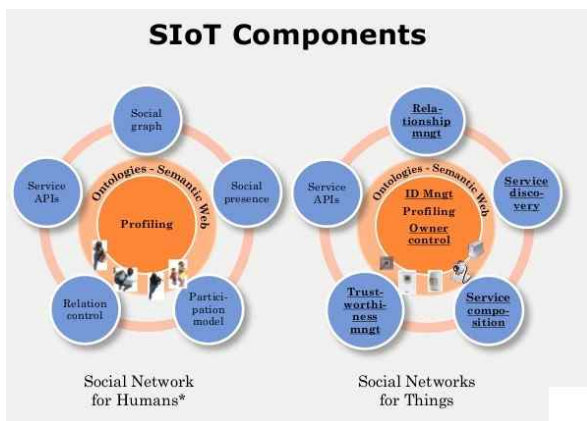 SIoT Components
Social
graph
Service
APIs
Ontologies - Semantic Web
Profiling
Social
presence
Relation
control
Partici-
pation
model
Social Network
for Humans*
Rela-
tionship
mngt
Service
APIs
Ontologies - Semantic Web
ID Mngt
Profiling
Owner
control
Service
disco-
very
Trust-
worthi-
ness
mngt
Service
compo-
sition
Social Networks
for Things